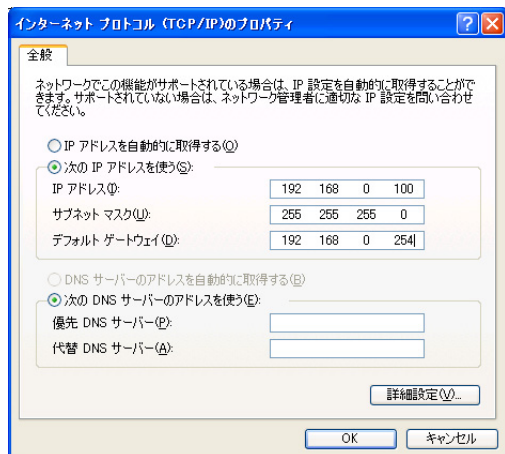 インターネット プロトコル (TCP/IP)のプロパティ
全般
ネットワークでこの機能がサポートされている場合は、IP 設定を自動的に取得することがで
きます。サポートされていない場合は、ネットワーク管理者に適切な IP 設定を問い合わせ
てください。
IP アドレスを自動的に取得する(O)
次の IP アドレスを使う(S):
IP アドレス(I): 192 168 0 100
サブネット マスク(U): 255 255 255 0
デフォルト ゲートウェイ(D): 192 168 0 254
DNS サーバーのアドレスを自動的に取得する(B)
次の DNS サーバーのアドレスを使う(E):
優先 DNS サーバー(P):
代替 DNS サーバー(A):
詳細設定(V)...
OK キャンセル